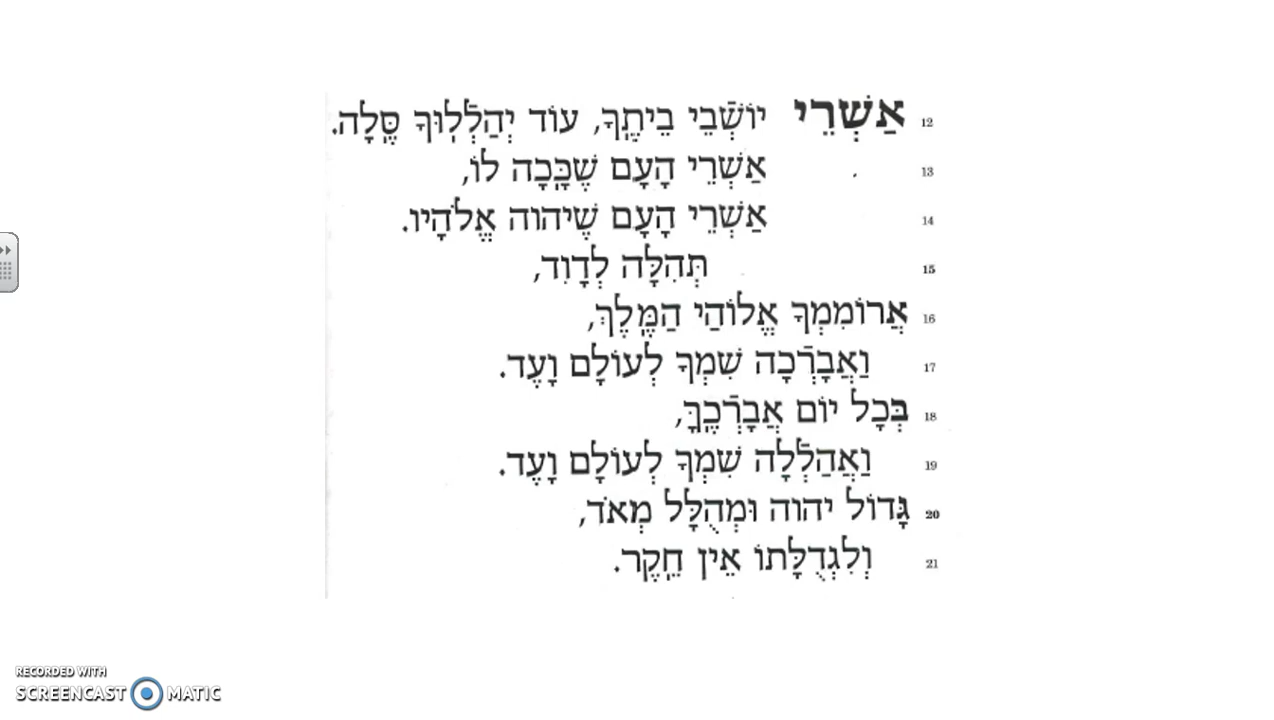 אַשְׁרֵי יוֹשְׁבֵי בֵיתֶךָ, עוֹד יְהַלְלוּךָ סֶּלָה. 12
אַשְׁרֵי הָעָם שֶׁכָּכָה לוֹ, 13
אַשְׁרֵי הָעָם שֶׁיהוה אֱלֹהָיו. 14
תְּהִלָּה לְדָוִד, 15
אֲרוֹמִמְךָ אֱלוֹהַי הַמֶּלֶךְ, 16
וַאֲבָרְכָה שִׁמְךָ לְעוֹלָם וָעֶד. 17
בְּכָל יוֹם אֲבָרְכֶךָּ, 18
וַאֲהַלְלָה שִׁמְךָ לְעוֹלָם וָעֶד. 19
גָּדוֹל יהוה וּמְהֻלָּל מְאֹד, 20
וְלִגְדֻלָּתוֹ אֵין חֵקֶר. 21
RECORDED WITH
SCREENCAST MATIC